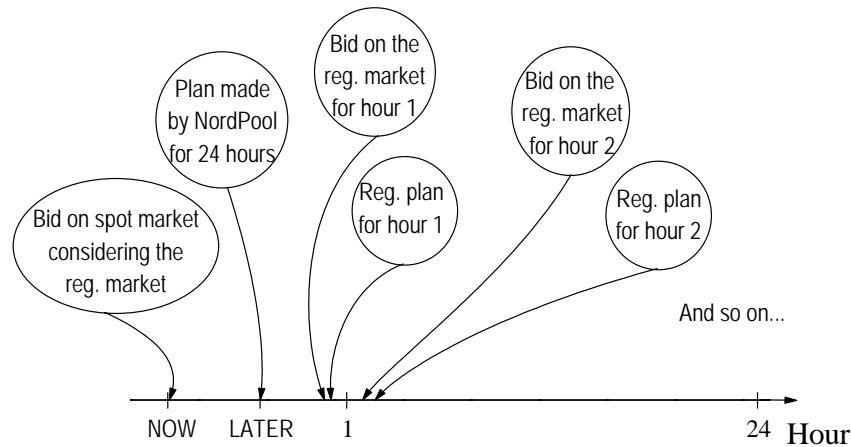 Bid on the
reg. market
for hour 1
Plan made
by NordPool
for 24 hours
Bid on the
reg. market
for hour 2
Reg. plan
for hour 1
Reg. plan
for hour 2
Bid on spot market
considering the
reg. market
And so on...
NOW
LATER
1
24
Hour